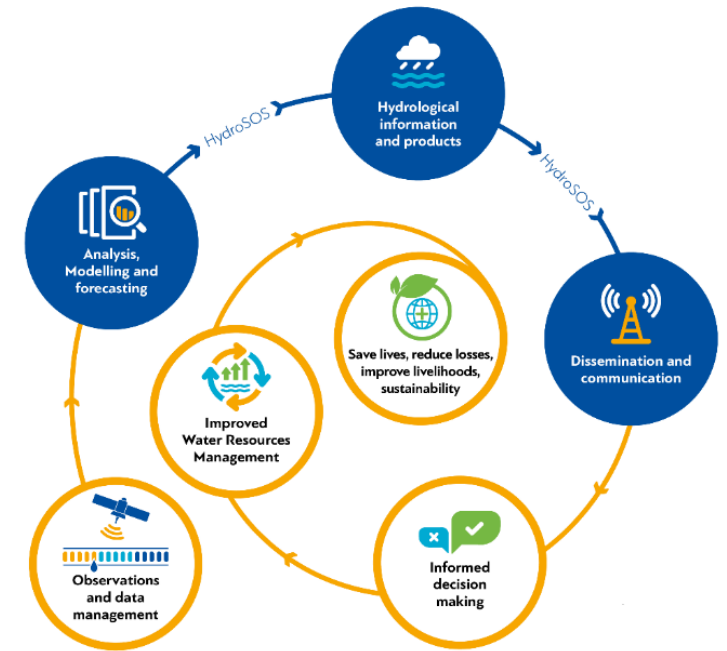 Hydrological
information
and products
HydroSOS
HydroSOS
Analysis,
Modelling and
forecasting
Save lives, reduce losses,
improve livelihoods,
sustainability
Dissemination and
communication
Improved
Water Resources
Management
Observations
and data
management
Informed
decision
making